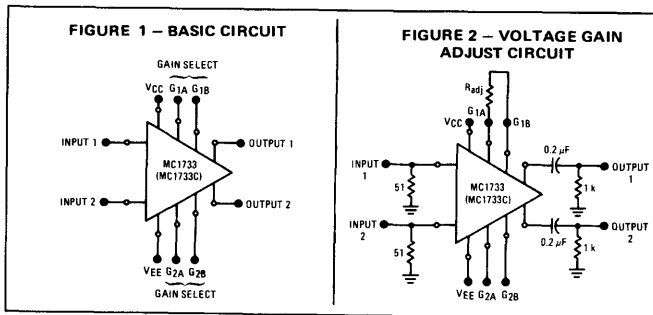 FIGURE 1 – BASIC CIRCUIT
GAIN SELECT
VCC G1A G1B
INPUT 1
OUTPUT 1
MC1733
(MC1733C)
INPUT 2
OUTPUT 2
VEE G2A G2B
GAIN SELECT
FIGURE 2 – VOLTAGE GAIN
ADJUST CIRCUIT
Radj
G1A
VCC
G1B
0.2 µF
INPUT
1
OUTPUT
1
51
MC1733
(MC1733C)
1 k
INPUT
2
OUTPUT
2
0.2 µF
51
1 k
VEE G2A G2B